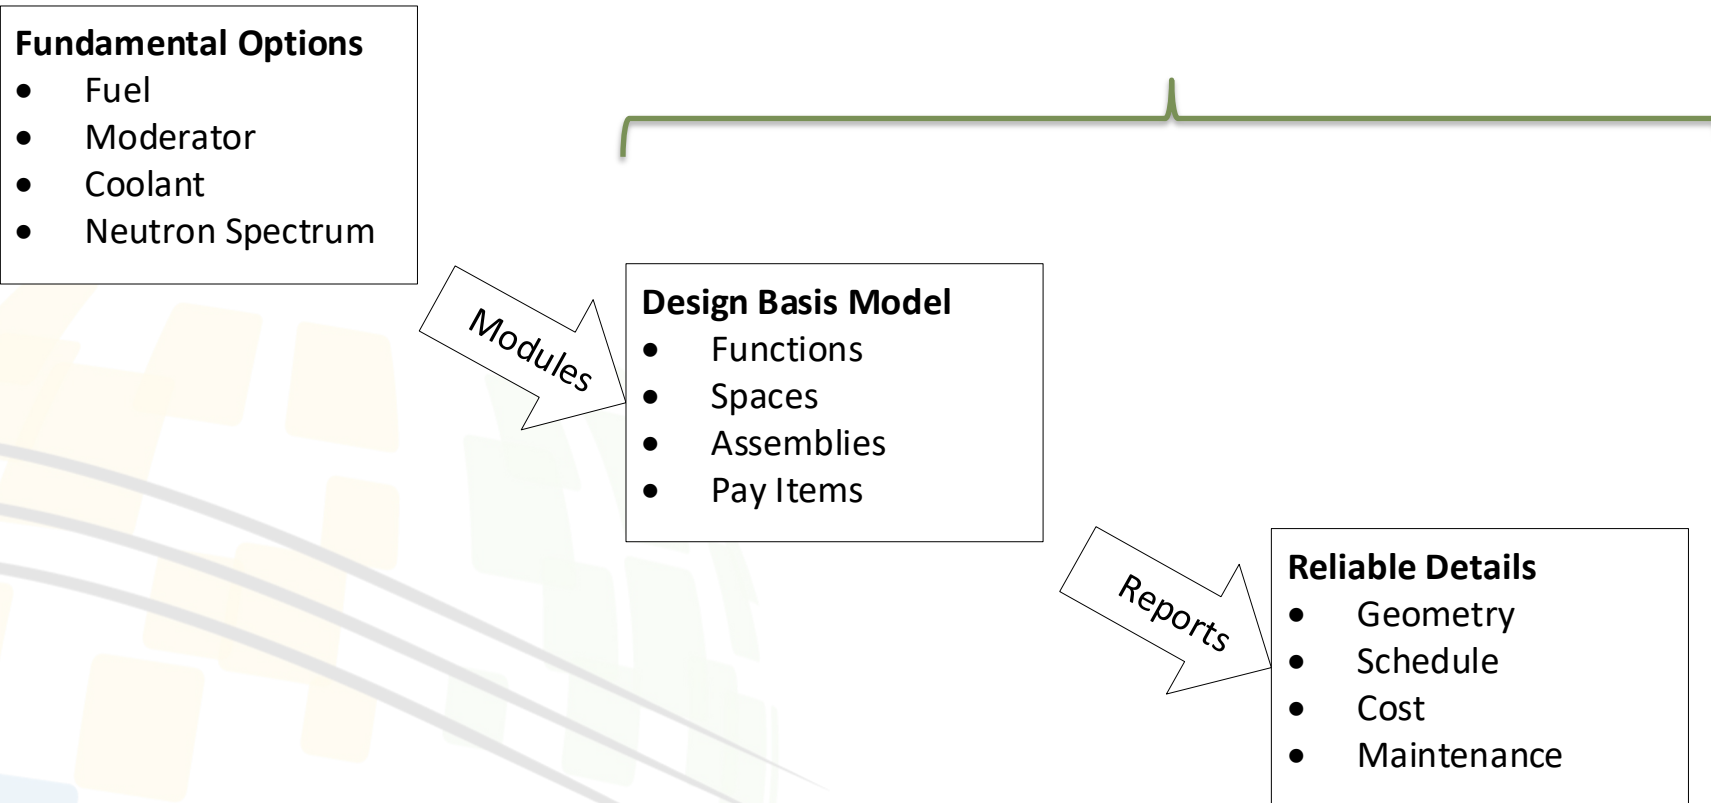 Fundamental Options
• Fuel
• Moderator
• Coolant
• Neutron Spectrum
Modules
Design Basis Model
• Functions
• Spaces
• Assemblies
• Pay Items
Reports
Reliable Details
• Geometry
• Schedule
• Cost
• Maintenance